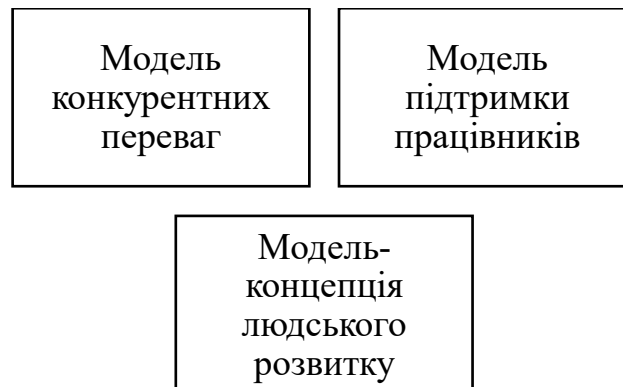 Модель
конкурентних
переваг
Модель
підтримки
працівників
Модель-
концепція
людського
розвитку